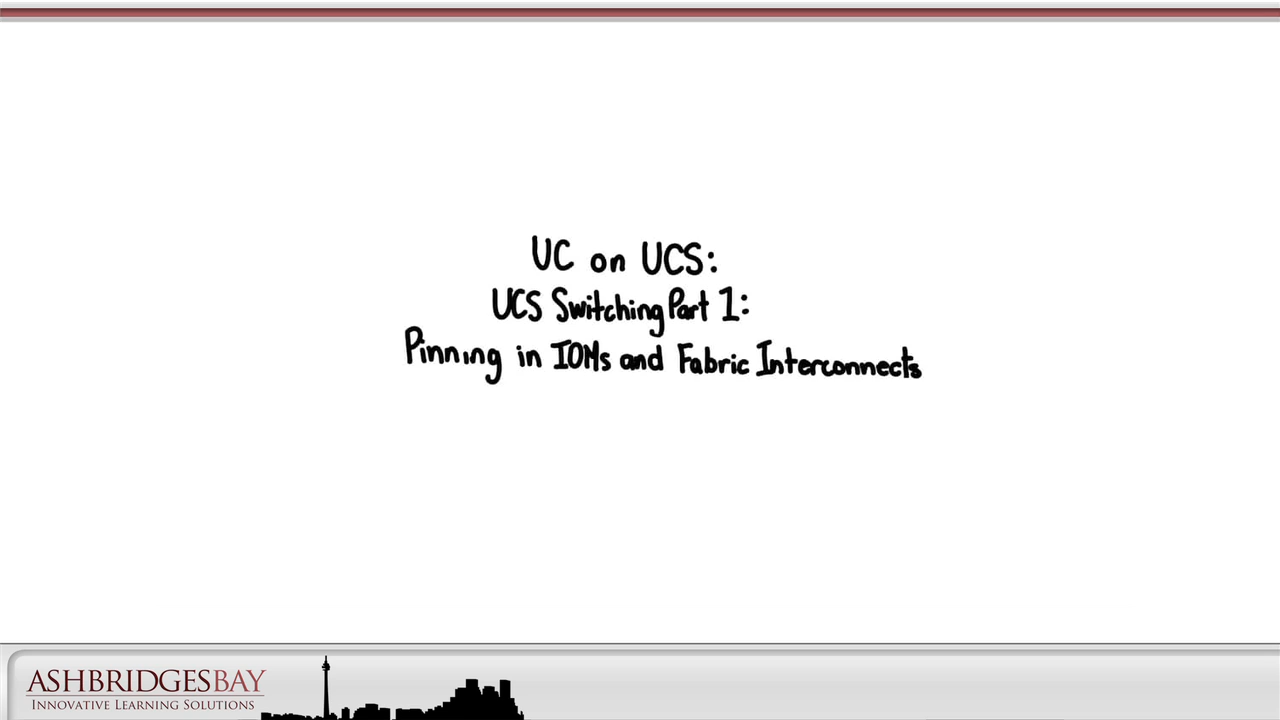 UC on UCS:
UCS Switching Part 1:
Pinning in IOMs and Fabric Interconnects
ASHBRIDGESBAY
INNOVATIVE LEARNING SOLUTIONS